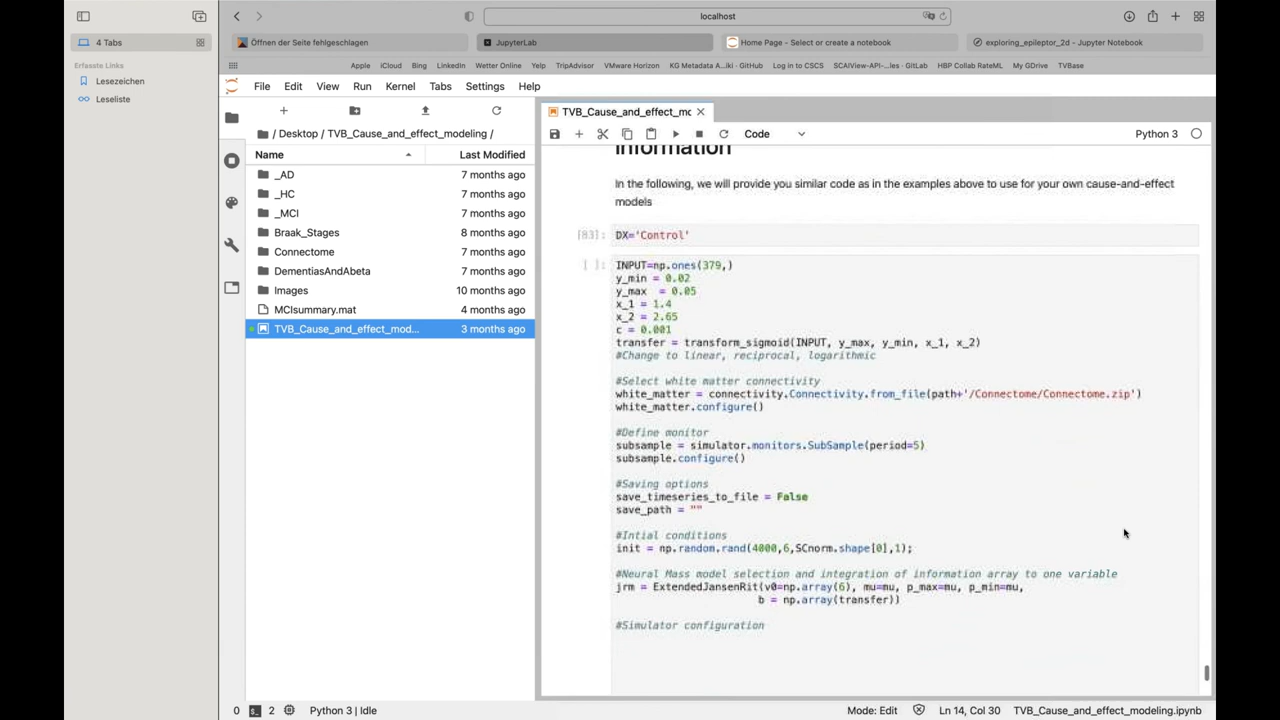 localhost
4 Tabs
Öffnen der Seite fehlgeschlagen
JupyterLab
Home Page - Select or create a notebook
exploring_epileptor_2d - Jupyter Notebook
Erfasste Links
Lesezeichen
Leseliste
Apple iCloud Bing LinkedIn Wetter Online Yelp TripAdvisor VMware Horizon KG Metadata A...iki · GitHub Log in to CSCS SCAIView-API-...les · GitLab HBP Collab RateML My GDrive TVBase
File Edit View Run Kernel Tabs Settings Help
TVB_Cause_and_effect_mo
/ Desktop / TVB_Cause_and_effect_modeling /
Code
Python 3
Name Last Modified
_AD 7 months ago
_HC 7 months ago
_MCI 7 months ago
Braak_Stages 8 months ago
Connectome 7 months ago
DementiasAndAbeta 7 months ago
Images 10 months ago
MCIsummary.mat 4 months ago
TVB_Cause_and_effect_mod... 3 months ago
information
In the following, we will provide you similar code as in the examples above to use for your own cause-and-effect
models
[83]: DX='Control'
[ ]: INPUT=np.ones(379,)
y_min = 0.02
y_max  = 0.05
x_1 = 1.4
x_2 = 2.65
c = 0.001
transfer = transform_sigmoid(INPUT, y_max, y_min, x_1, x_2)
#Change to linear, reciprocal, logarithmic
#Select white matter connectivity
white_matter = connectivity.Connectivity.from_file(path+'/Connectome/Connectome.zip')
white_matter.configure()
#Define monitor
subsample = simulator.monitors.SubSample(period=5)
subsample.configure()
#Saving options
save_timeseries_to_file = False
save_path = ""
#Intial conditions
init = np.random.rand(4000,6,SCnorm.shape[0],1);
#Neural Mass model selection and integration of information array to one variable
jrm = ExtendedJansenRit(v0=np.array(6), mu=mu, p_max=mu, p_min=mu,
b = np.array(transfer))
#Simulator configuration
0 2 Python 3 | Idle
Mode: Edit Ln 14, Col 30 TVB_Cause_and_effect_modeling.ipynb